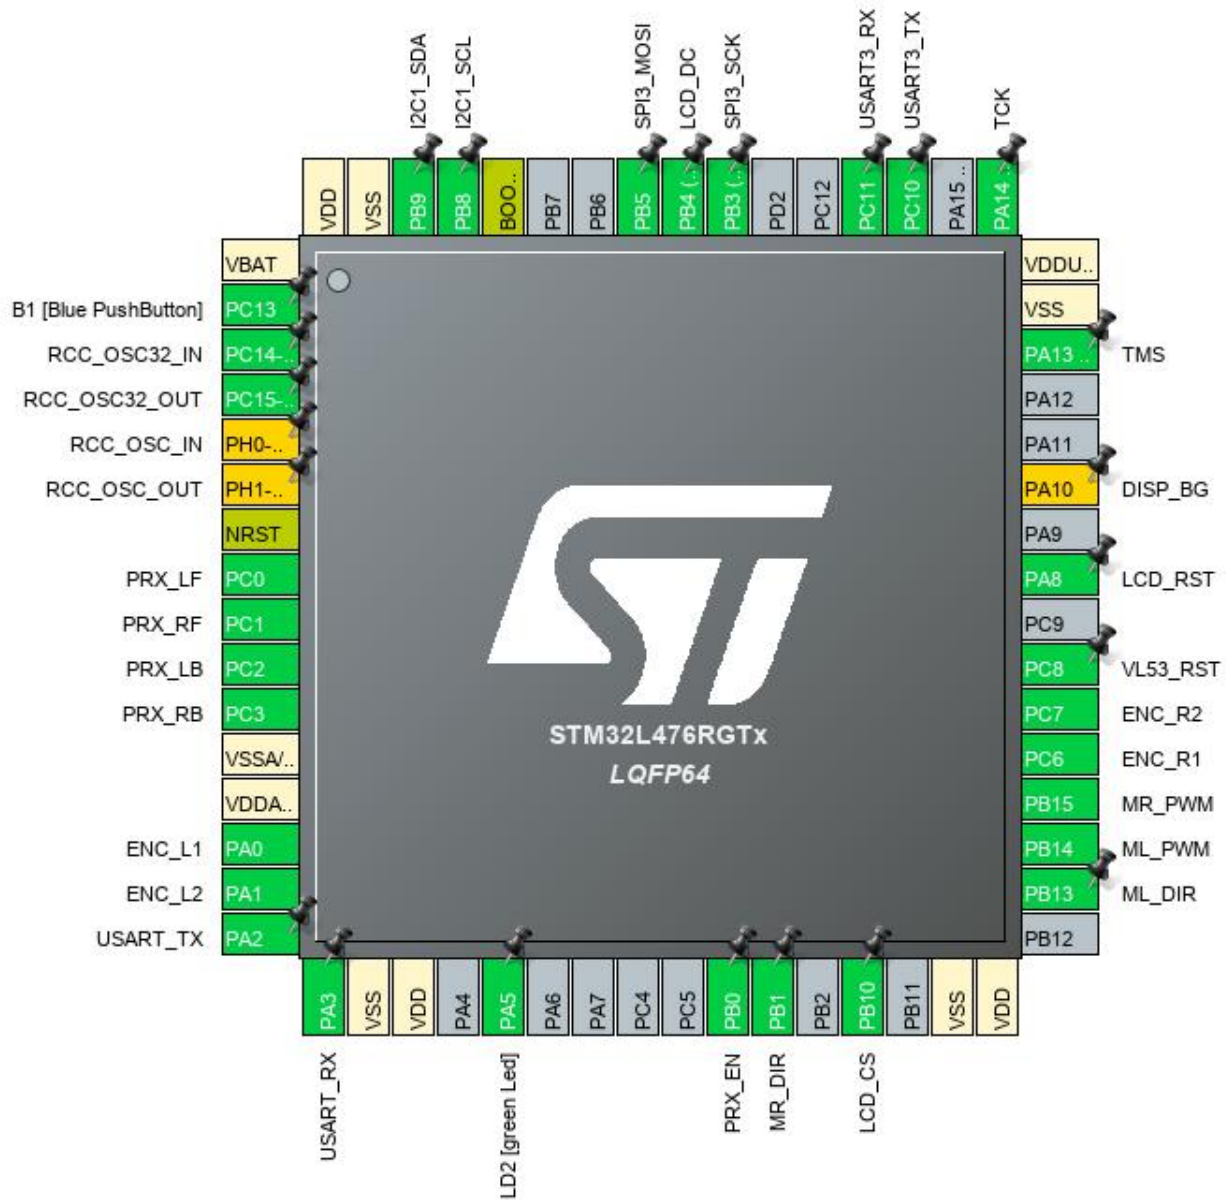 I2C1_SDA
I2C1_SCL
SPI3_MOSI
LCD_DC
SPI3_SCK
USART3_RX
USART3_TX
TCK
VDD
VSS
PB9
PB8
BOO..
PB7
PB6
PB5
PB4 (..
PB3 (..
PD2
PC12
PC11
PC10
PA15 ..
PA14 ..
VBAT
B1 [Blue PushButton] PC13
RCC_OSC32_IN PC14-..
RCC_OSC32_OUT PC15-..
RCC_OSC_IN PH0-..
RCC_OSC_OUT PH1-..
NRST
PRX_LF PC0
PRX_RF PC1
PRX_LB PC2
PRX_RB PC3
VSSA/..
VDDA..
ENC_L1 PA0
ENC_L2 PA1
USART_TX PA2
ST
STM32L476RGTx
LQFP64
VDDU..
VSS
PA13 .. TMS
PA12
PA11
PA10 DISP_BG
PA9
PA8 LCD_RST
PC9
PC8 VL53_RST
PC7 ENC_R2
PC6 ENC_R1
PB15 MR_PWM
PB14 ML_PWM
PB13 ML_DIR
PB12
PA3
VSS
VDD
PA4
PA5
PA6
PA7
PC4
PC5
PB0
PB1
PB2
PB10
PB11
VSS
VDD
USART_RX
LD2 [green Led]
PRX_EN
MR_DIR
LCD_CS